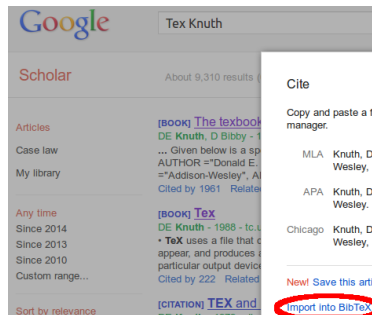 Google
Tex Knuth
Scholar
About 9,310 results
Articles
Case law
My library
Any time
Since 2014
Since 2013
Since 2010
Custom range...
Sort by relevance
[BOOK] The texbook
DE Knuth, D Bibby - 1
... Given below is a
AUTHOR ="Donald E.
="Addison-Wesley",
Cited by 1961 Relate
[BOOK] Tex
DE Knuth - 1988 - tc.u
• TeX uses a file that
appear, and produces
particular output device
Cited by 222 Related
[CITATION] TEX and
Cite
Copy and paste a
manager.
MLA Knuth, D
Wesley,
APA Knuth, D
Wesley.
Chicago Knuth, D
Wesley,
New! Save this arti
Import into BibTeX